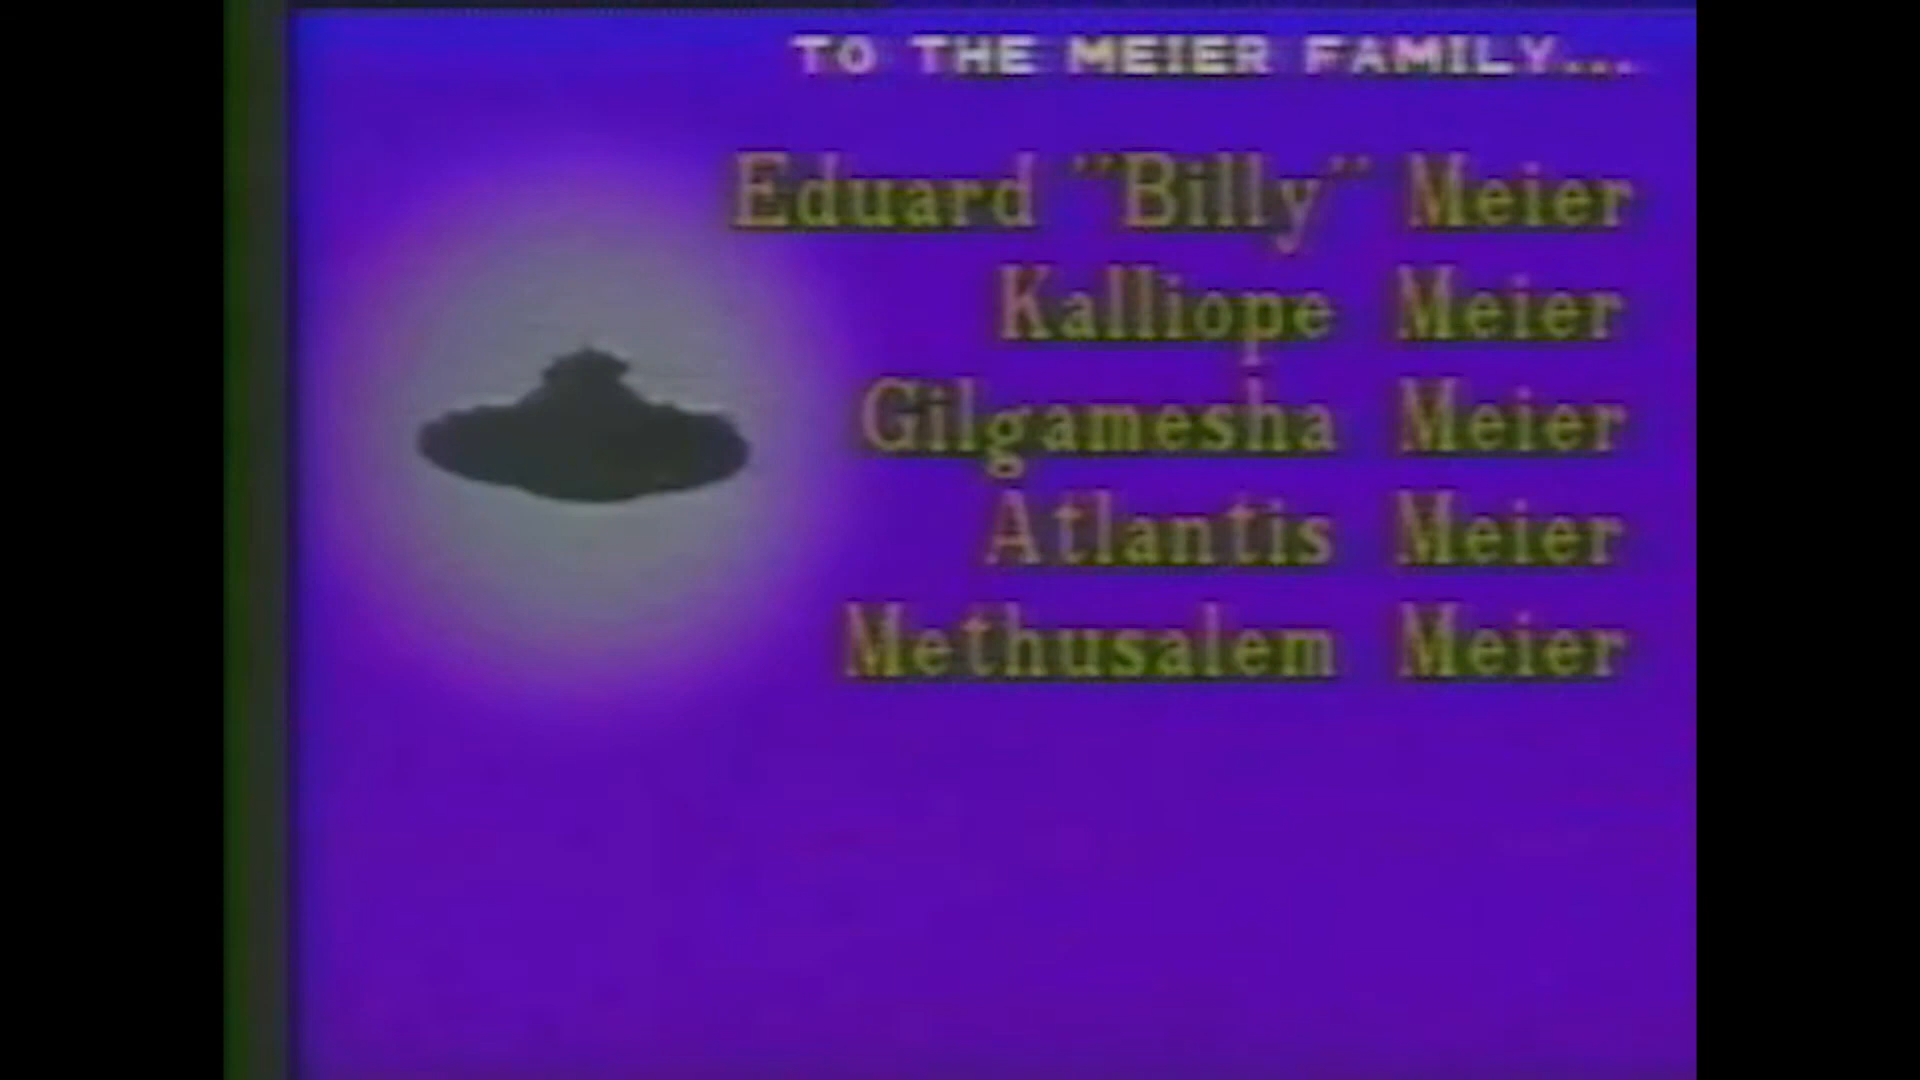 TO THE MEIER FAMILY...
Eduard "Billy" Meier
Kalliope Meier
Gilgamesha Meier
Atlantis Meier
Methusalem Meier